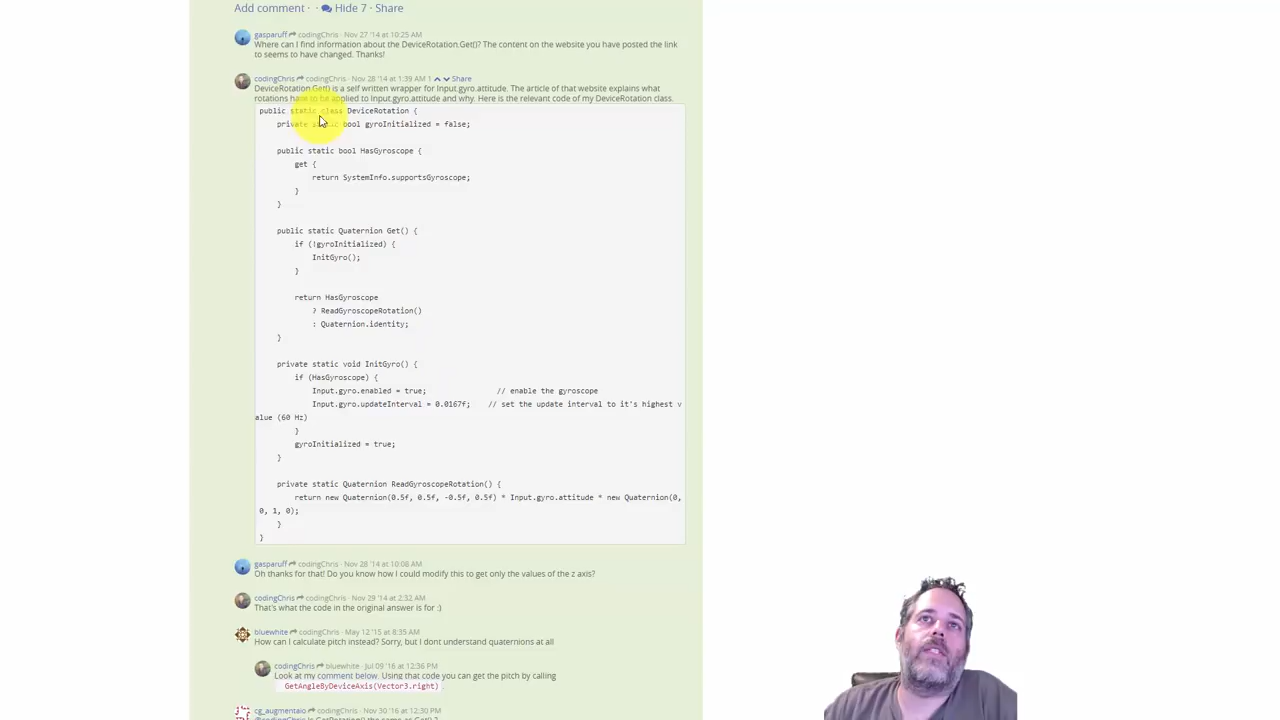 Add comment · · Hide 7 · Share
gasparuff codingChris · Nov 27 '14 at 10:25 AM
Where can I find information about the DeviceRotation.Get()? The content on the website you have posted the link
to seems to have changed. Thanks!
codingChris codingChris · Nov 28 '14 at 1:39 AM 1 Share
DeviceRotation.Get() is a self written wrapper for Input.gyro.attitude. The article of that website explains what
rotations have to be applied to Input.gyro.attitude and why. Here is the relevant code of my DeviceRotation class.
public static class DeviceRotation {
private static bool gyroInitialized = false;
public static bool HasGyroscope {
get {
return SystemInfo.supportsGyroscope;
}
}
public static Quaternion Get() {
if (!gyroInitialized) {
InitGyro();
}
return HasGyroscope
? ReadGyroscopeRotation()
: Quaternion.identity;
}
private static void InitGyro() {
if (HasGyroscope) {
Input.gyro.enabled = true; // enable the gyroscope
Input.gyro.updateInterval = 0.0167f; // set the update interval to it's highest v
alue (60 Hz)
}
gyroInitialized = true;
}
private static Quaternion ReadGyroscopeRotation() {
return new Quaternion(0.5f, 0.5f, -0.5f, 0.5f) * Input.gyro.attitude * new Quaternion(0,
0, 1, 0);
}
}
gasparuff codingChris · Nov 28 '14 at 10:08 AM
Oh thanks for that! Do you know how I could modify this to get only the values of the z axis?
codingChris codingChris · Nov 29 '14 at 2:32 AM
That's what the code in the original answer is for :)
bluewhite codingChris · May 12 '15 at 8:35 AM
How can I calculate pitch instead? Sorry, but I dont understand quaternions at all
codingChris bluewhite · Jul 09 '16 at 12:36 PM
Look at my comment below. Using that code you can get the pitch by calling
GetAngleByDeviceAxis(Vector3.right) .
cg_augmentaio codingChris · Nov 30 '16 at 12:30 PM
@codingChris Is GetRotation() the same as Get() ?